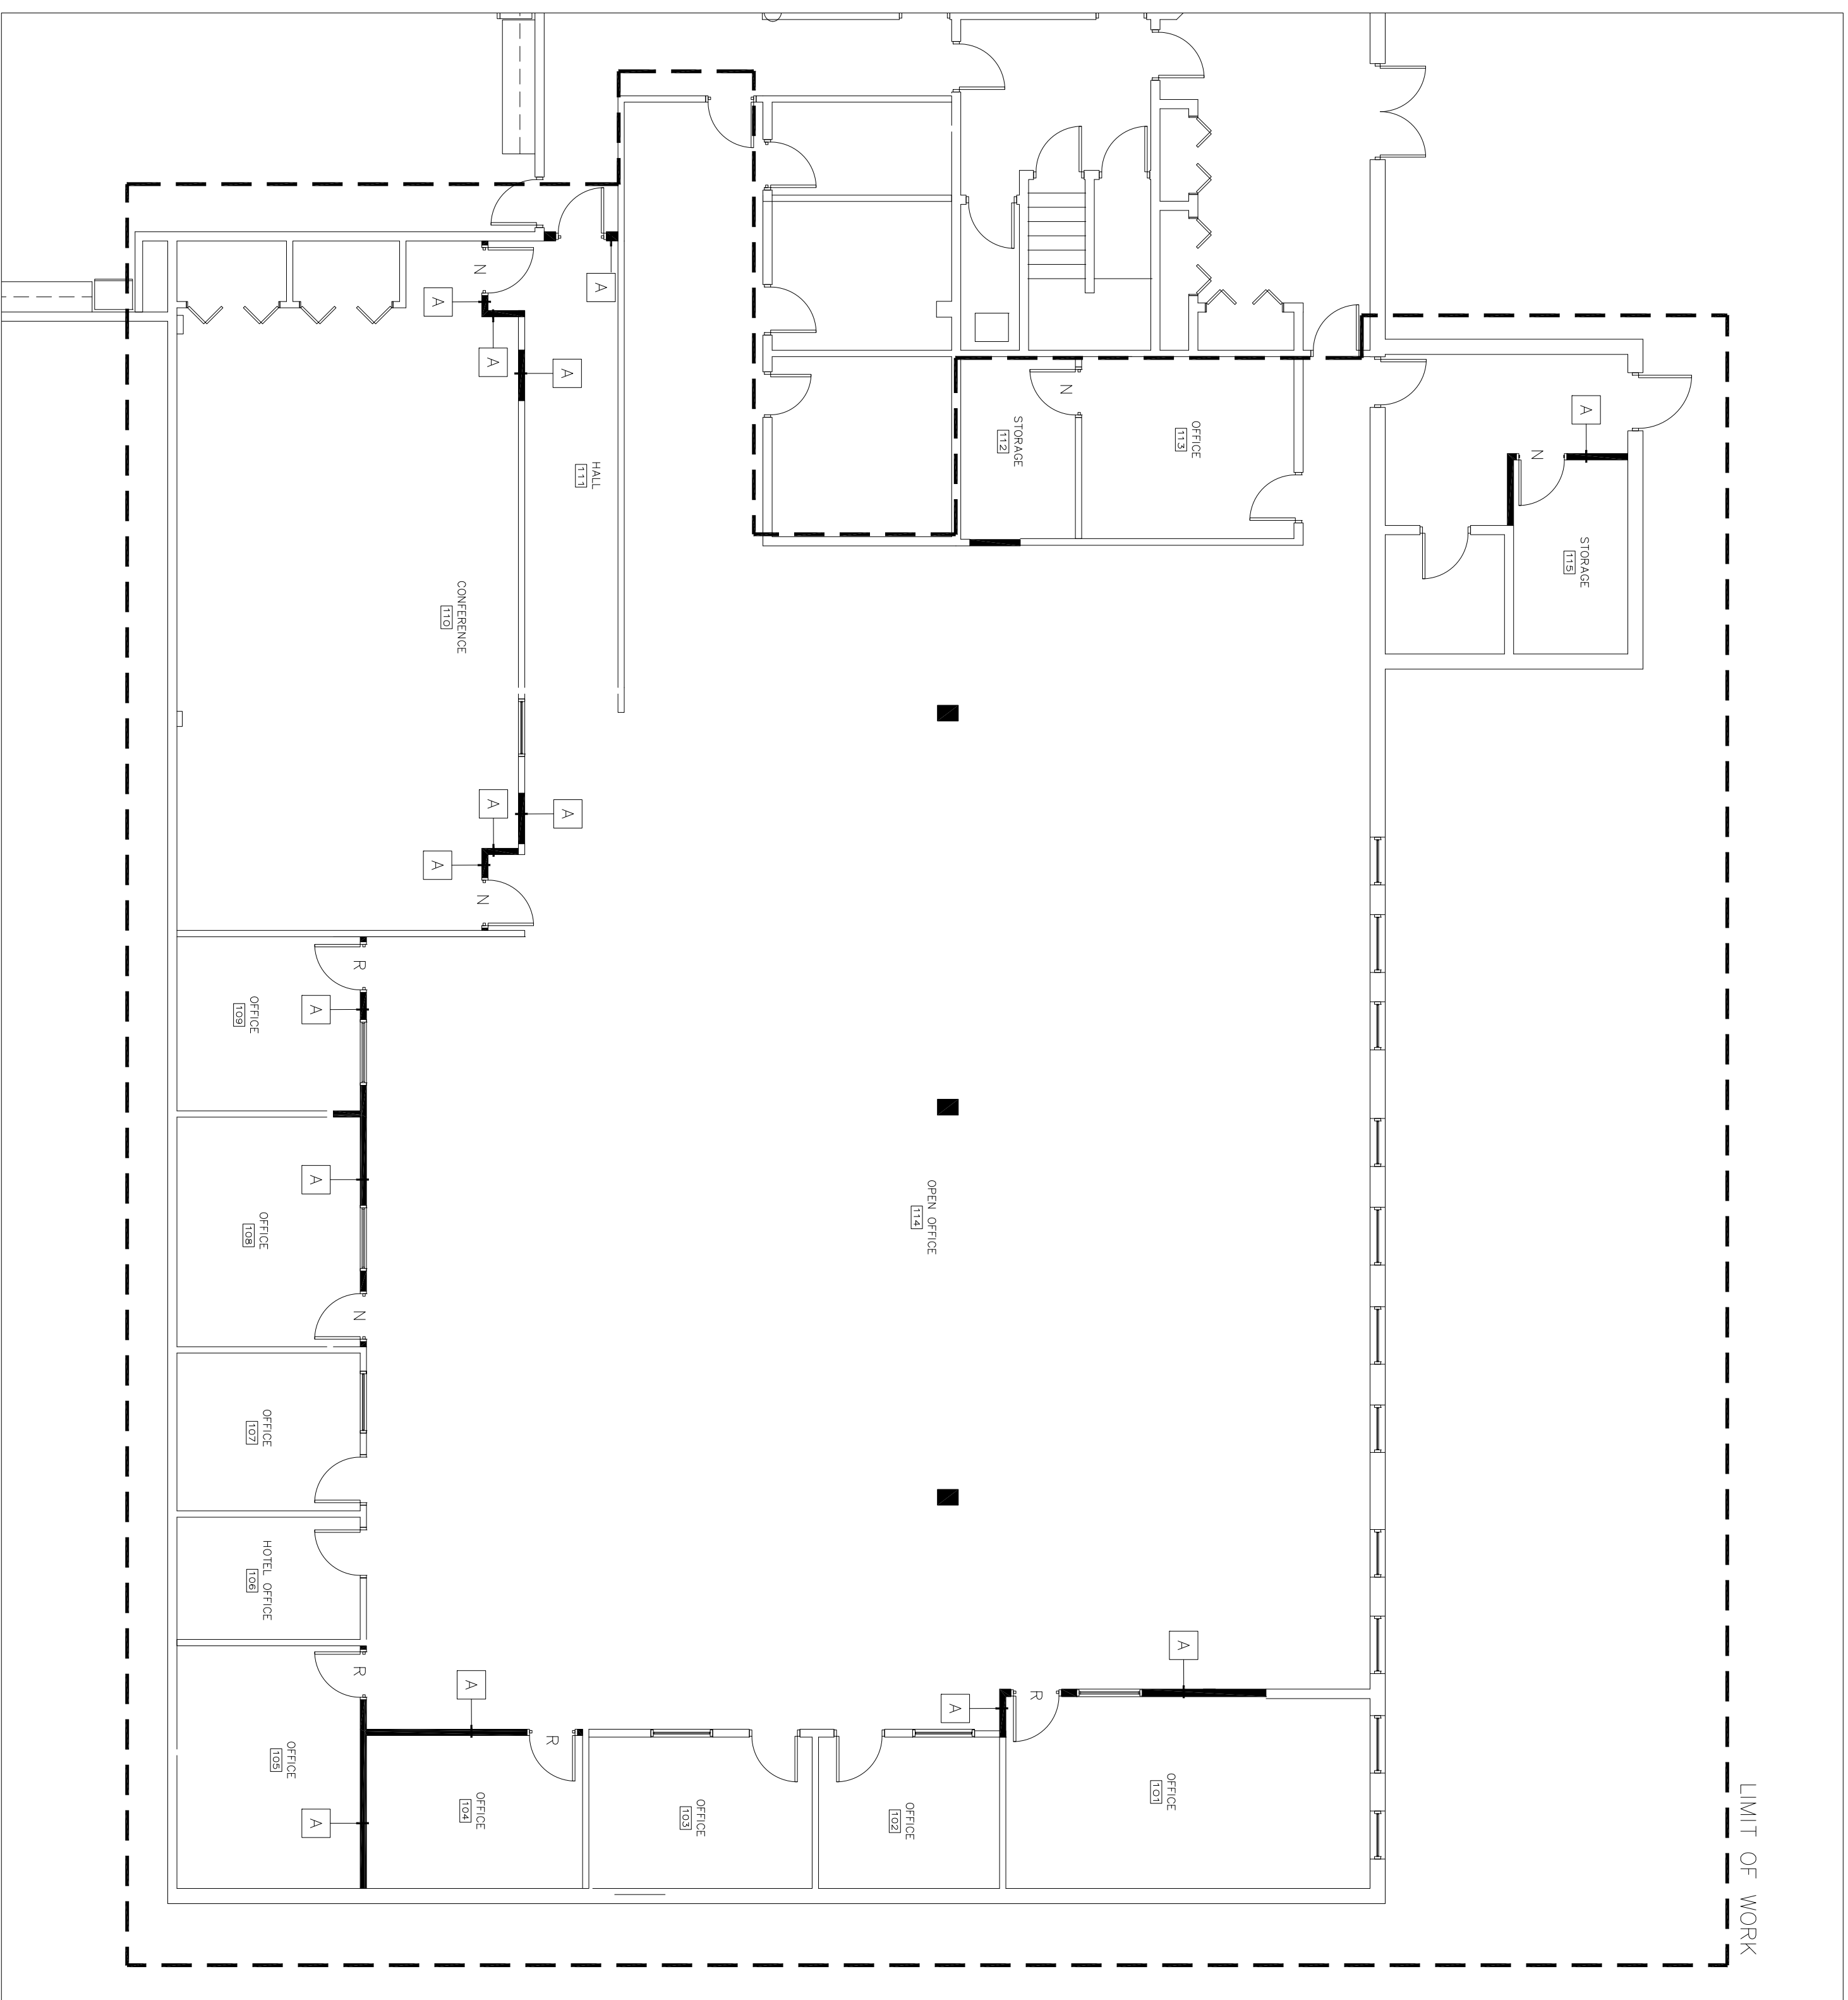 LIMIT OF WORK
A
STORAGE
115
N
N
OFFICE
113
STORAGE
112
N
A
A
A
A
HALL
111
CONFERENCE
110
A
A
A
N
R
A
OFFICE
109
A
OFFICE
108
N
OPEN OFFICE
114
OFFICE
107
HOTEL OFFICE
106
R
OFFICE
105
A
A
R
OFFICE
104
OFFICE
103
OFFICE
102
A
R
A
OFFICE
101